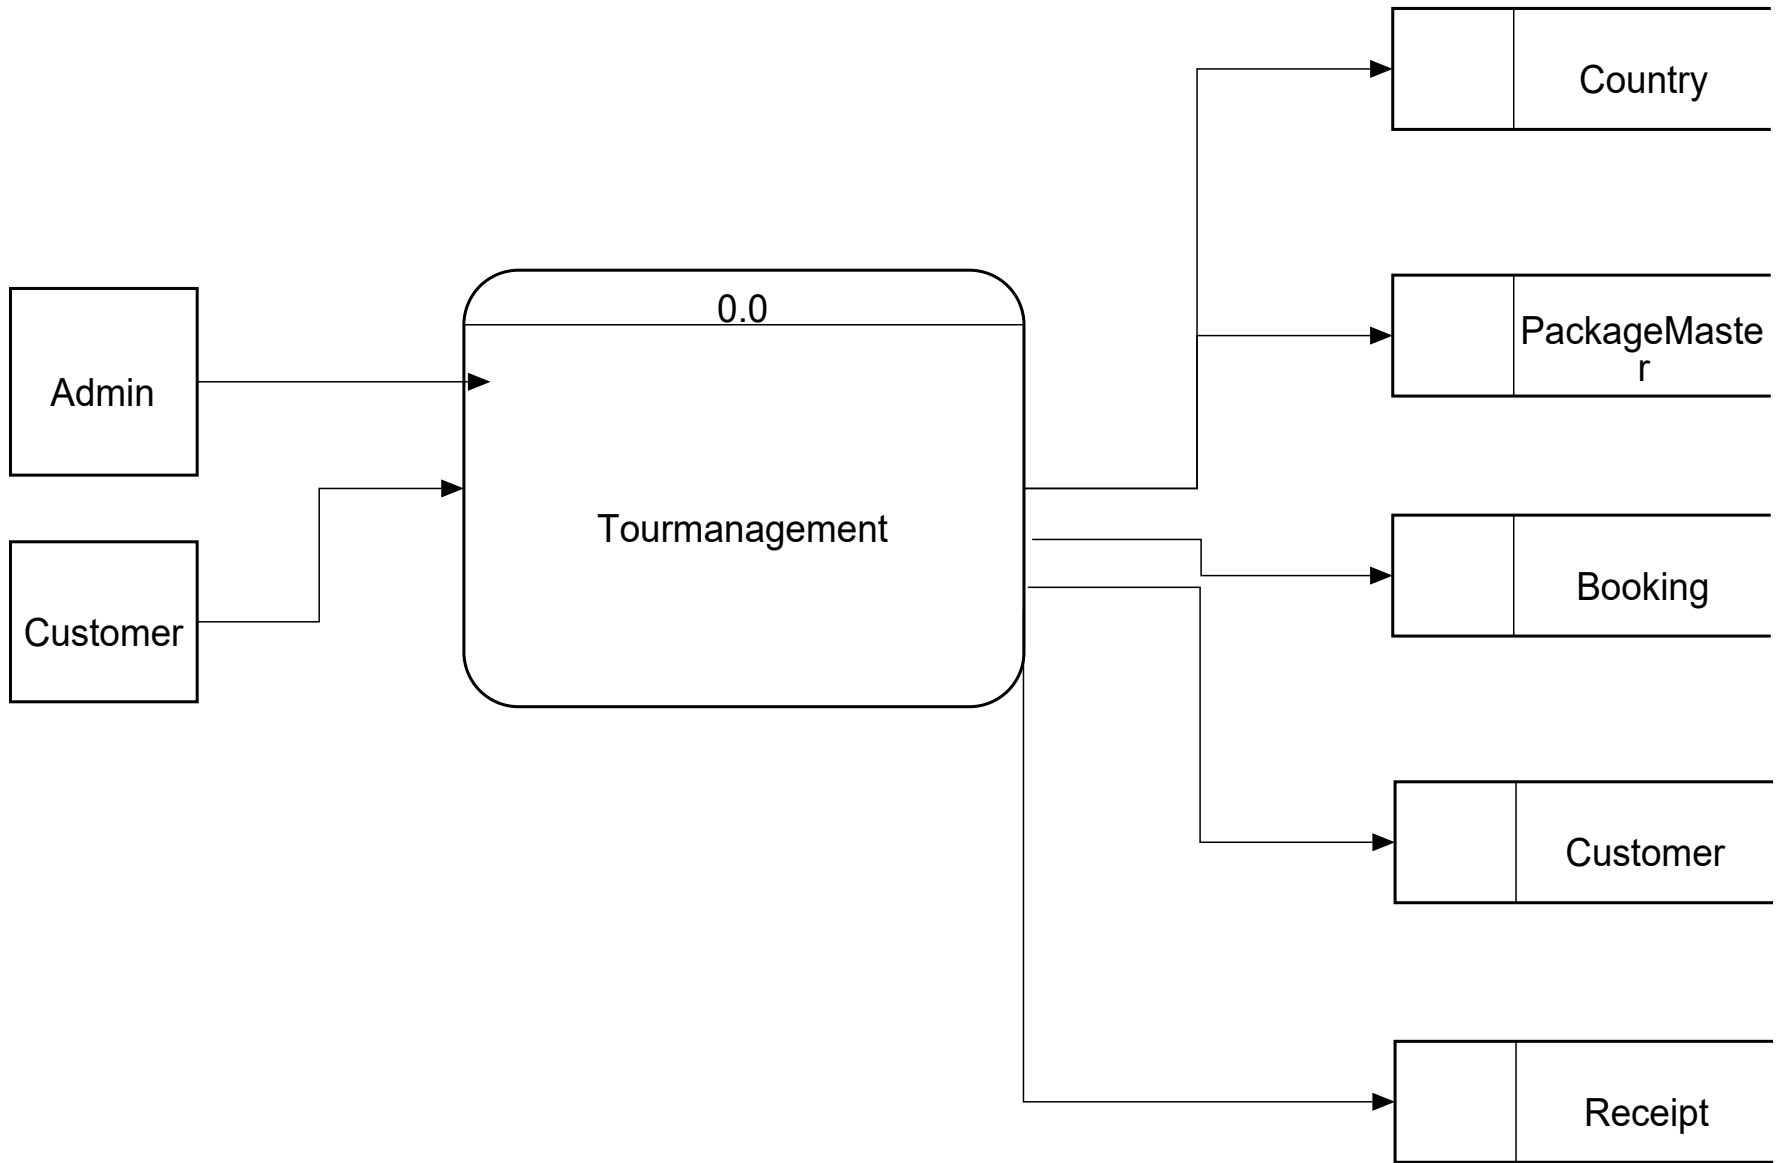 Country
0.0
PackageMaste
r
Admin
Tourmanagement
Booking
Customer
Customer
Receipt